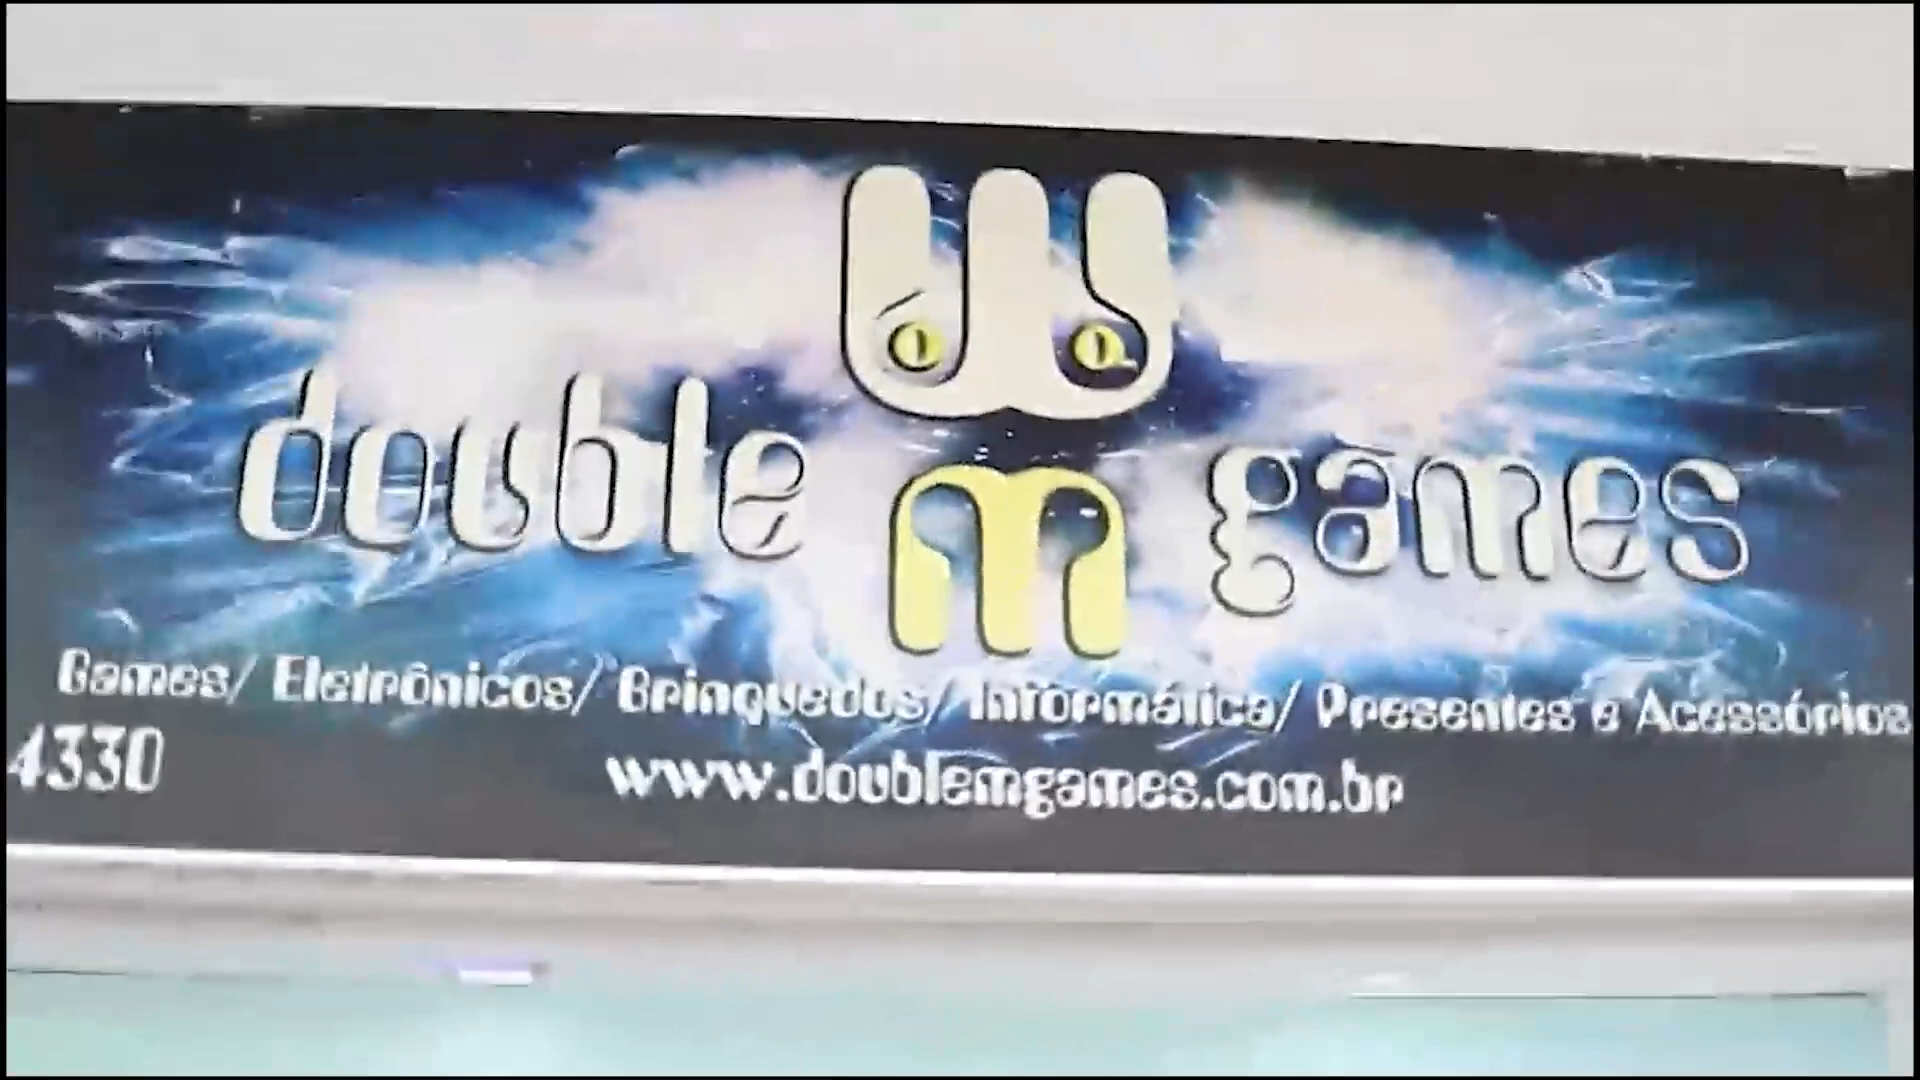 double m games
Games/ Eletrônicos/ Brinquedos/ Informática/ Presentes e Acessórios
4330
www.doublemgames.com.br